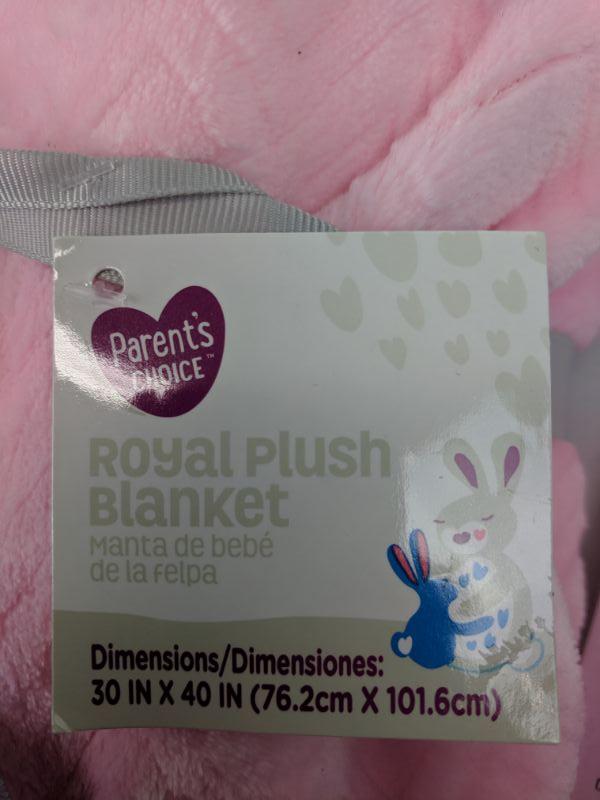 Parent's
CHOICE™
Royal Plush
Blanket
Manta de bebé
de la felpa
Dimensions/Dimensiones:
30 IN X 40 IN (76.2cm X 101.6cm)